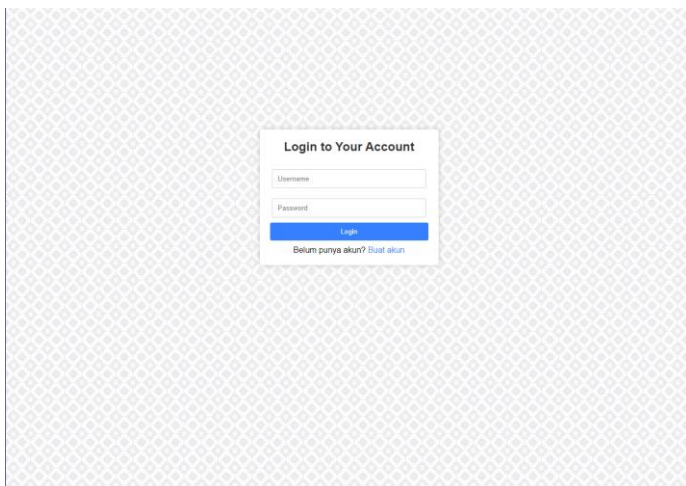 Login to Your Account
Username
Password
Login
Belum punya akun? Buat akun